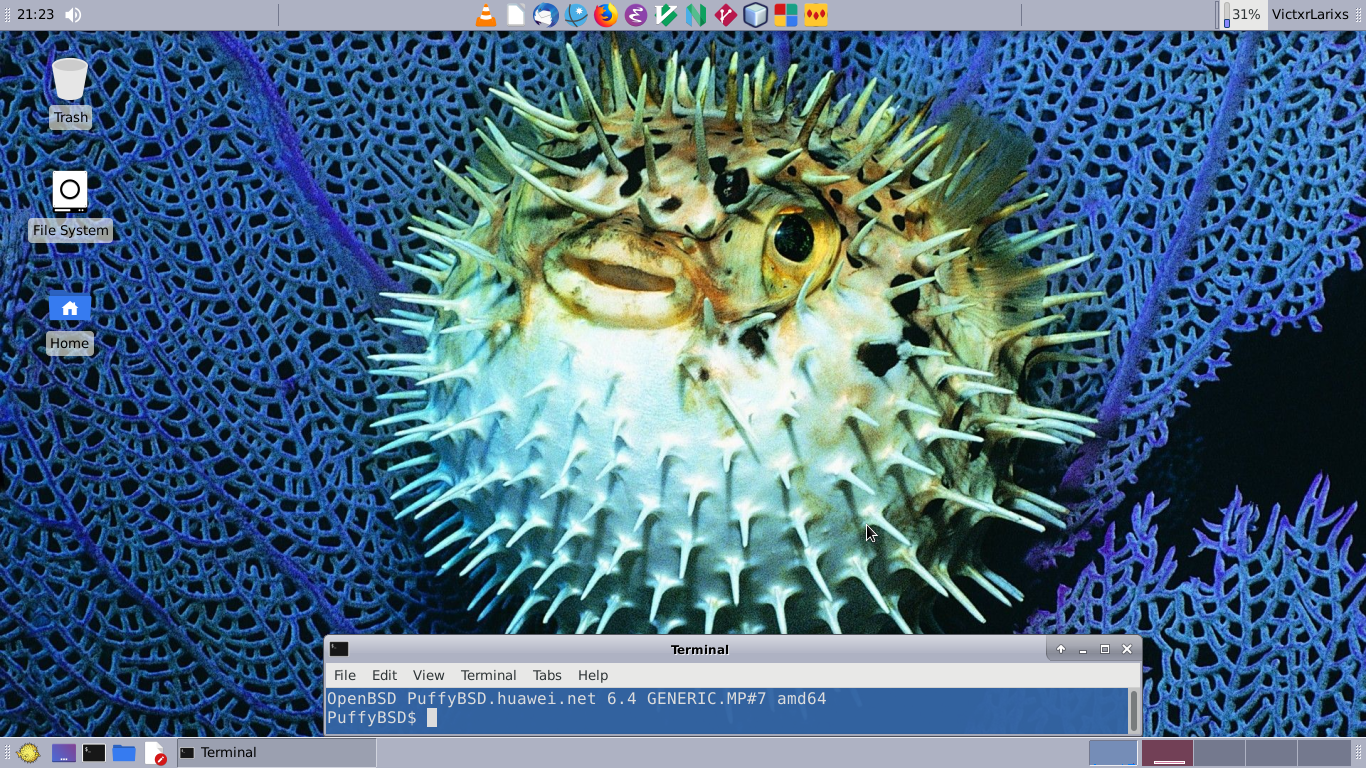 21:23
31%
VictxrLarixs
Trash
File System
Home
Terminal
File Edit View Terminal Tabs Help
OpenBSD PuffyBSD.huawei.net 6.4 GENERIC.MP#7 amd64
PuffyBSD$
Terminal